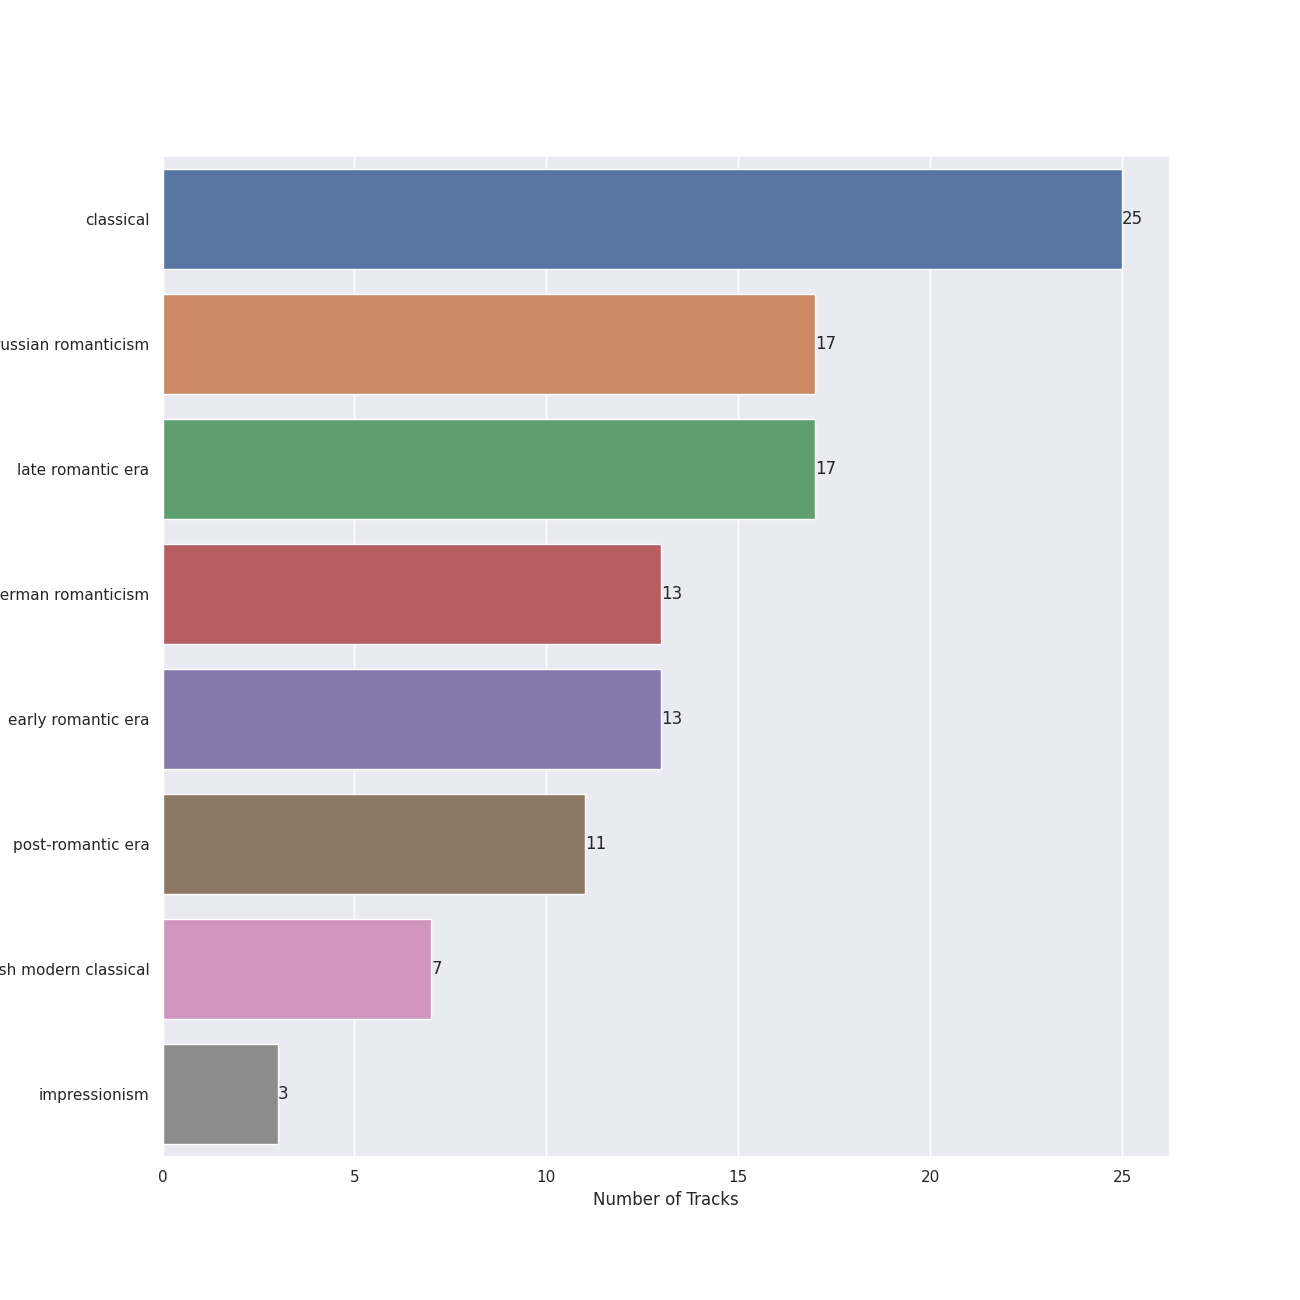 classical
25
russian romanticism
17
late romantic era
17
erman romanticism
13
early romantic era
13
post-romantic era
11
sh modern classical
7
impressionism
3
0 5 10 15 20 25
Number of Tracks